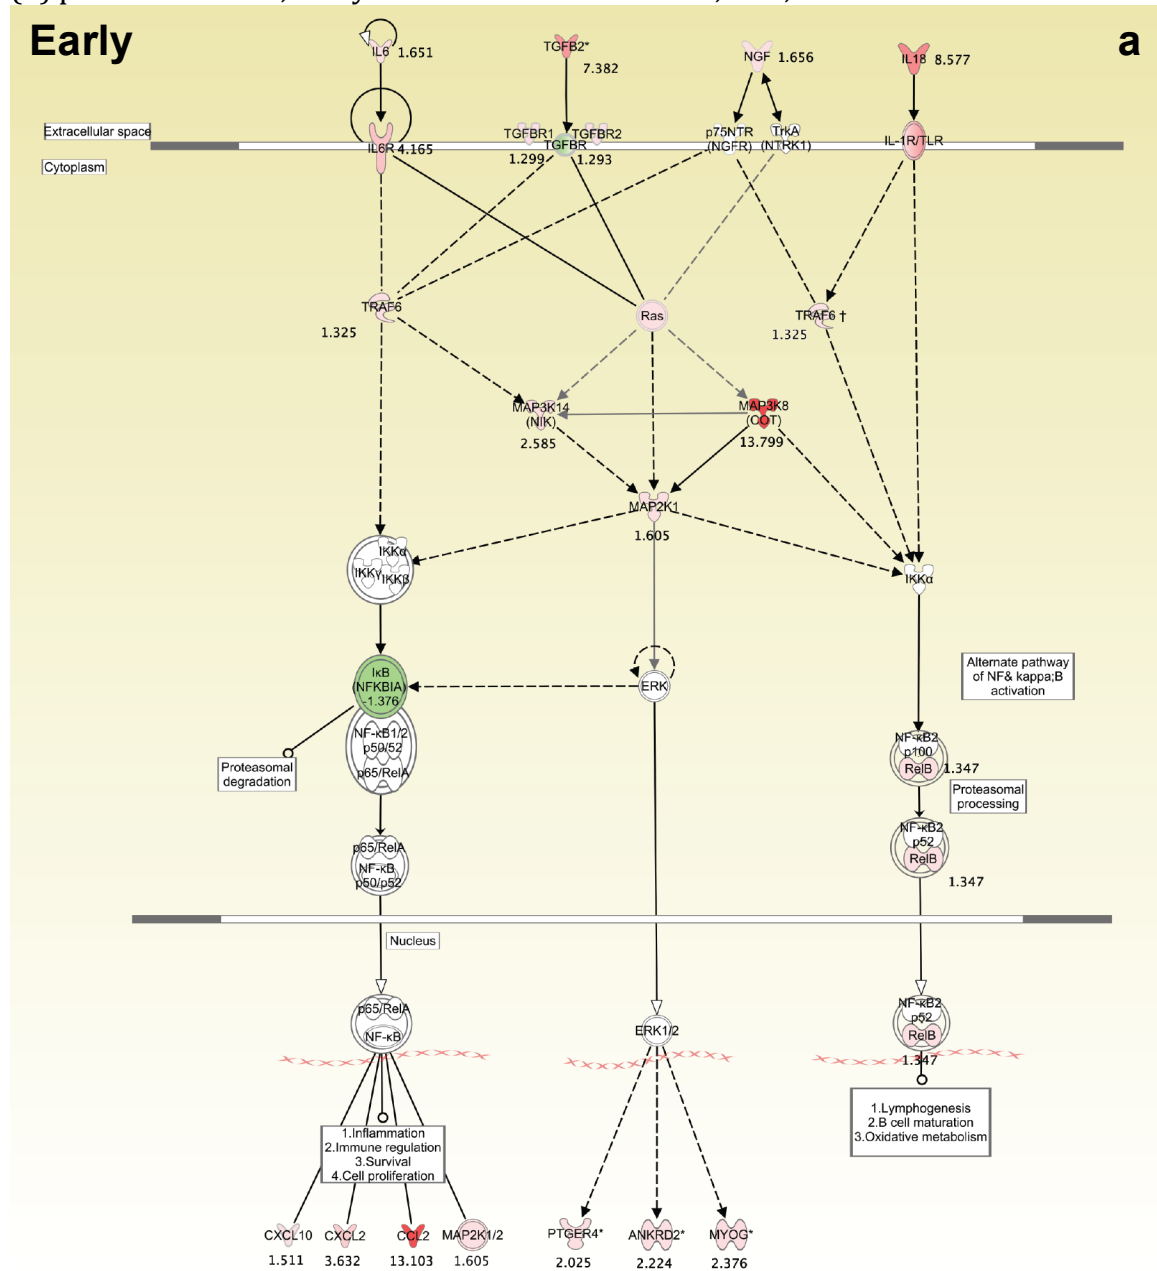 Early
a
IL6 1.651
TGFB2*
7.382
NGF 1.656
IL18 8.577
Extracellular space
Cytoplasm
IL6R 4.165
TGFBR1 TGFBR2
TGFBR
1.299 1.293
p75NTR
(NGFR)
TrkA
(NTRK1)
IL-1R/TLR
TRAF6
1.325
Ras
TRAF6 †
1.325
MAP3K14
(NIK)
2.585
MAP3K8
(COT)
13.799
MAP2K1
1.605
IKKα
IKKγ IKKβ
IKKα
IκB
(NFKBIA)
-1.376
ERK
Alternate pathway
of NF& kappa;B
activation
NF-κB1/2
p50/52
p65/RelA
Proteasomal
degradation
NF-κB2
p100
RelB 1.347
Proteasomal
processing
p65/RelA
NF-κB
p50/p52
NF-κB2
p52
RelB
1.347
Nucleus
p65/RelA
NF-κB
ERK1/2
NF-κB2
p52
RelB
1.347
1.Inflammation
2.Immune regulation
3.Survival
4.Cell proliferation
1.Lymphogenesis
2.B cell maturation
3.Oxidative metabolism
CXCL10 CXCL2 CCL2 MAP2K1/2 PTGER4* ANKRD2* MYOG*
1.511 3.632 13.103 1.605 2.025 2.224 2.376